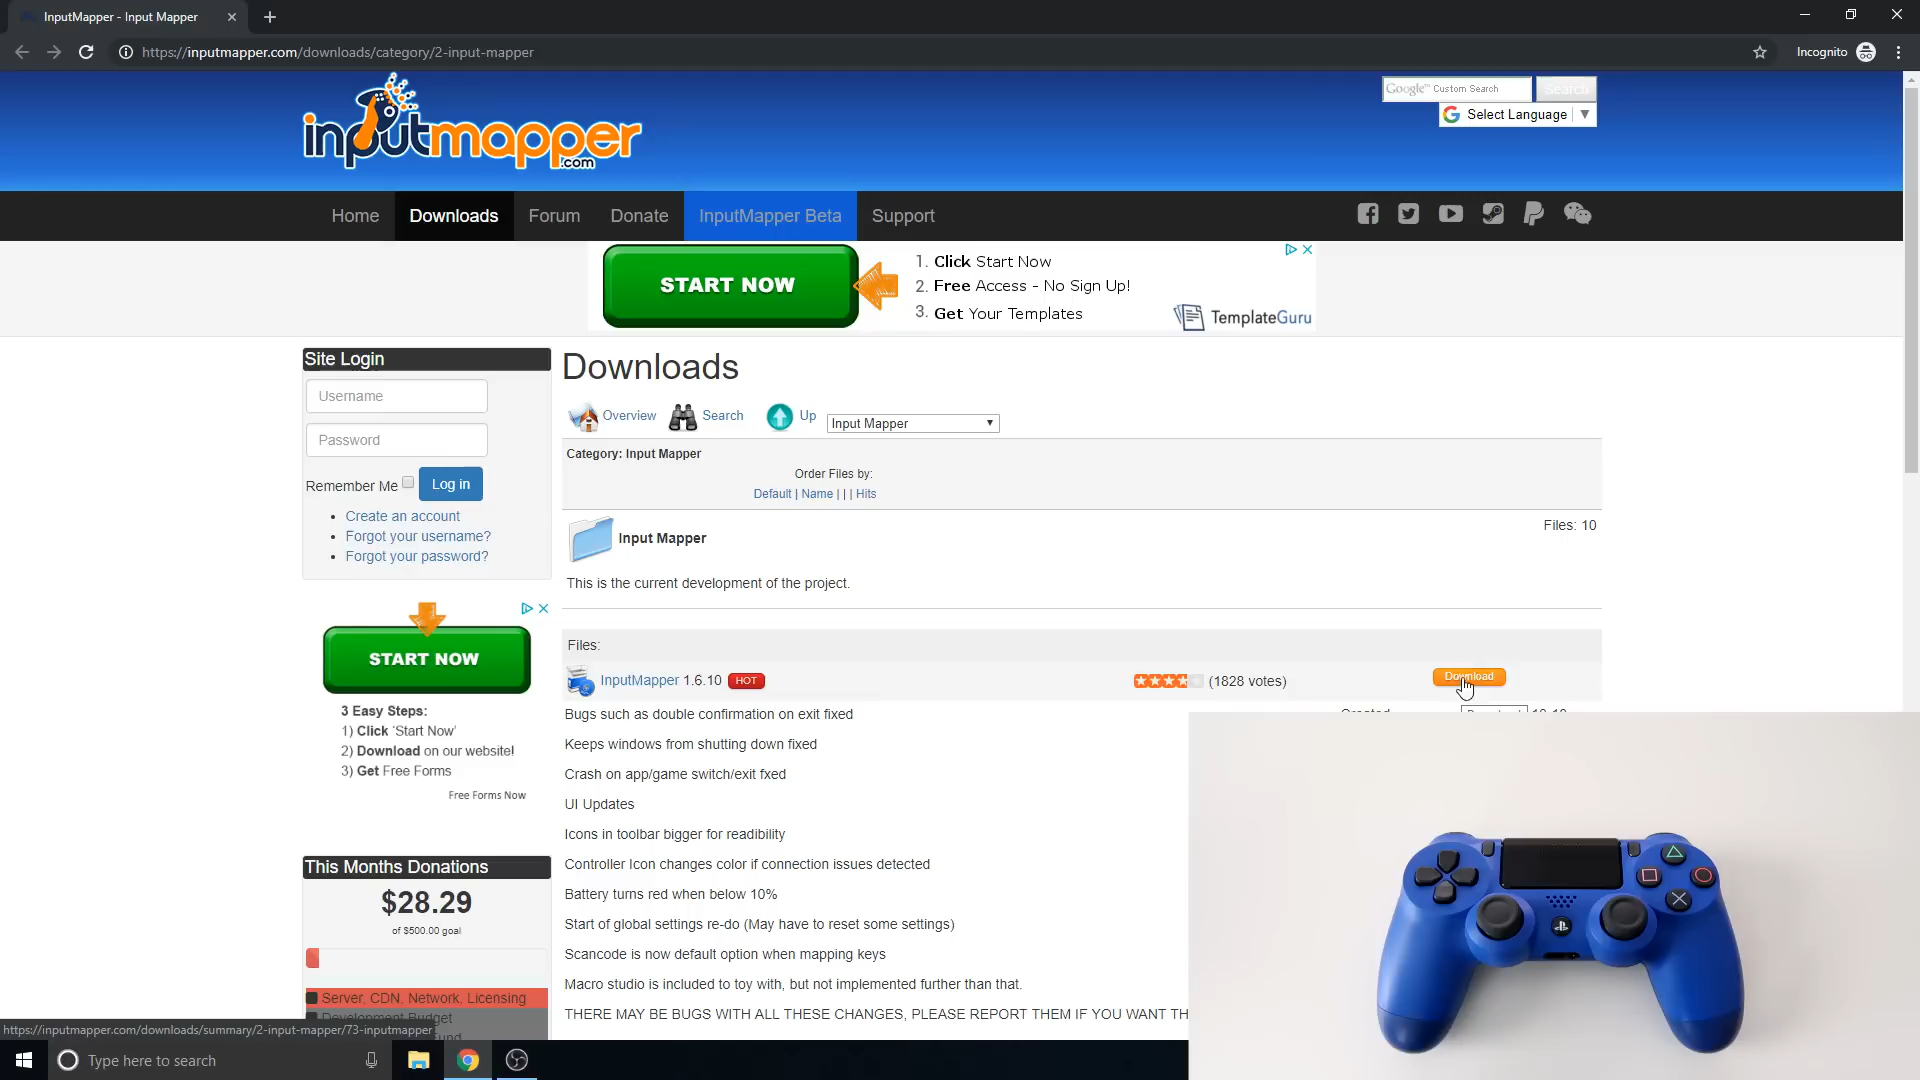 InputMapper - Input Mapper
https://inputmapper.com/downloads/category/2-input-mapper
Incognito
inputmapper
.com
Google™ Custom Search
Search
Select Language
Home
Downloads
Forum
Donate
InputMapper Beta
Support
START NOW
1. Click Start Now
2. Free Access - No Sign Up!
3. Get Your Templates
TemplateGuru
Site Login
Username
Password
Remember Me
Log in
Create an account
Forgot your username?
Forgot your password?
START NOW
3 Easy Steps:
1) Click 'Start Now'
2) Download on our website!
3) Get Free Forms
Free Forms Now
This Months Donations
$28.29
of $500.00 goal
Server, CDN, Network, Licensing
Development Budget
Downloads
Overview
Search
Up
Input Mapper
Category: Input Mapper
Order Files by:
Default | Name | | | Hits
Input Mapper
Files: 10
This is the current development of the project.
Files:
InputMapper 1.6.10 HOT
(1828 votes)
Download
Bugs such as double confirmation on exit fixed
Keeps windows from shutting down fixed
Crash on app/game switch/exit fxed
UI Updates
Icons in toolbar bigger for readibility
Controller Icon changes color if connection issues detected
Battery turns red when below 10%
Start of global settings re-do (May have to reset some settings)
Scancode is now default option when mapping keys
Macro studio is included to toy with, but not implemented further than that.
THERE MAY BE BUGS WITH ALL THESE CHANGES, PLEASE REPORT THEM IF YOU WANT TH
https://inputmapper.com/downloads/summary/2-input-mapper/73-inputmapper
Type here to search